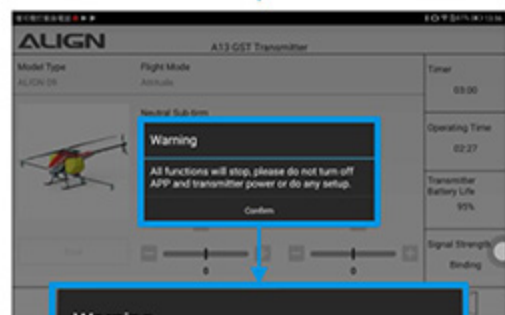 ALIGN
A13 GST Transmitter
Model Type
Flight Mode
Timer
Attitude
03:00
Neutral Sub-trim
Operating Time
02:27
Warning
All functions will stop, please do not turn off
APP and transmitter power or do any setup.
Confirm
Transmitter
Battery Life
95%
Signal Strength
Binding
0
0
Warning